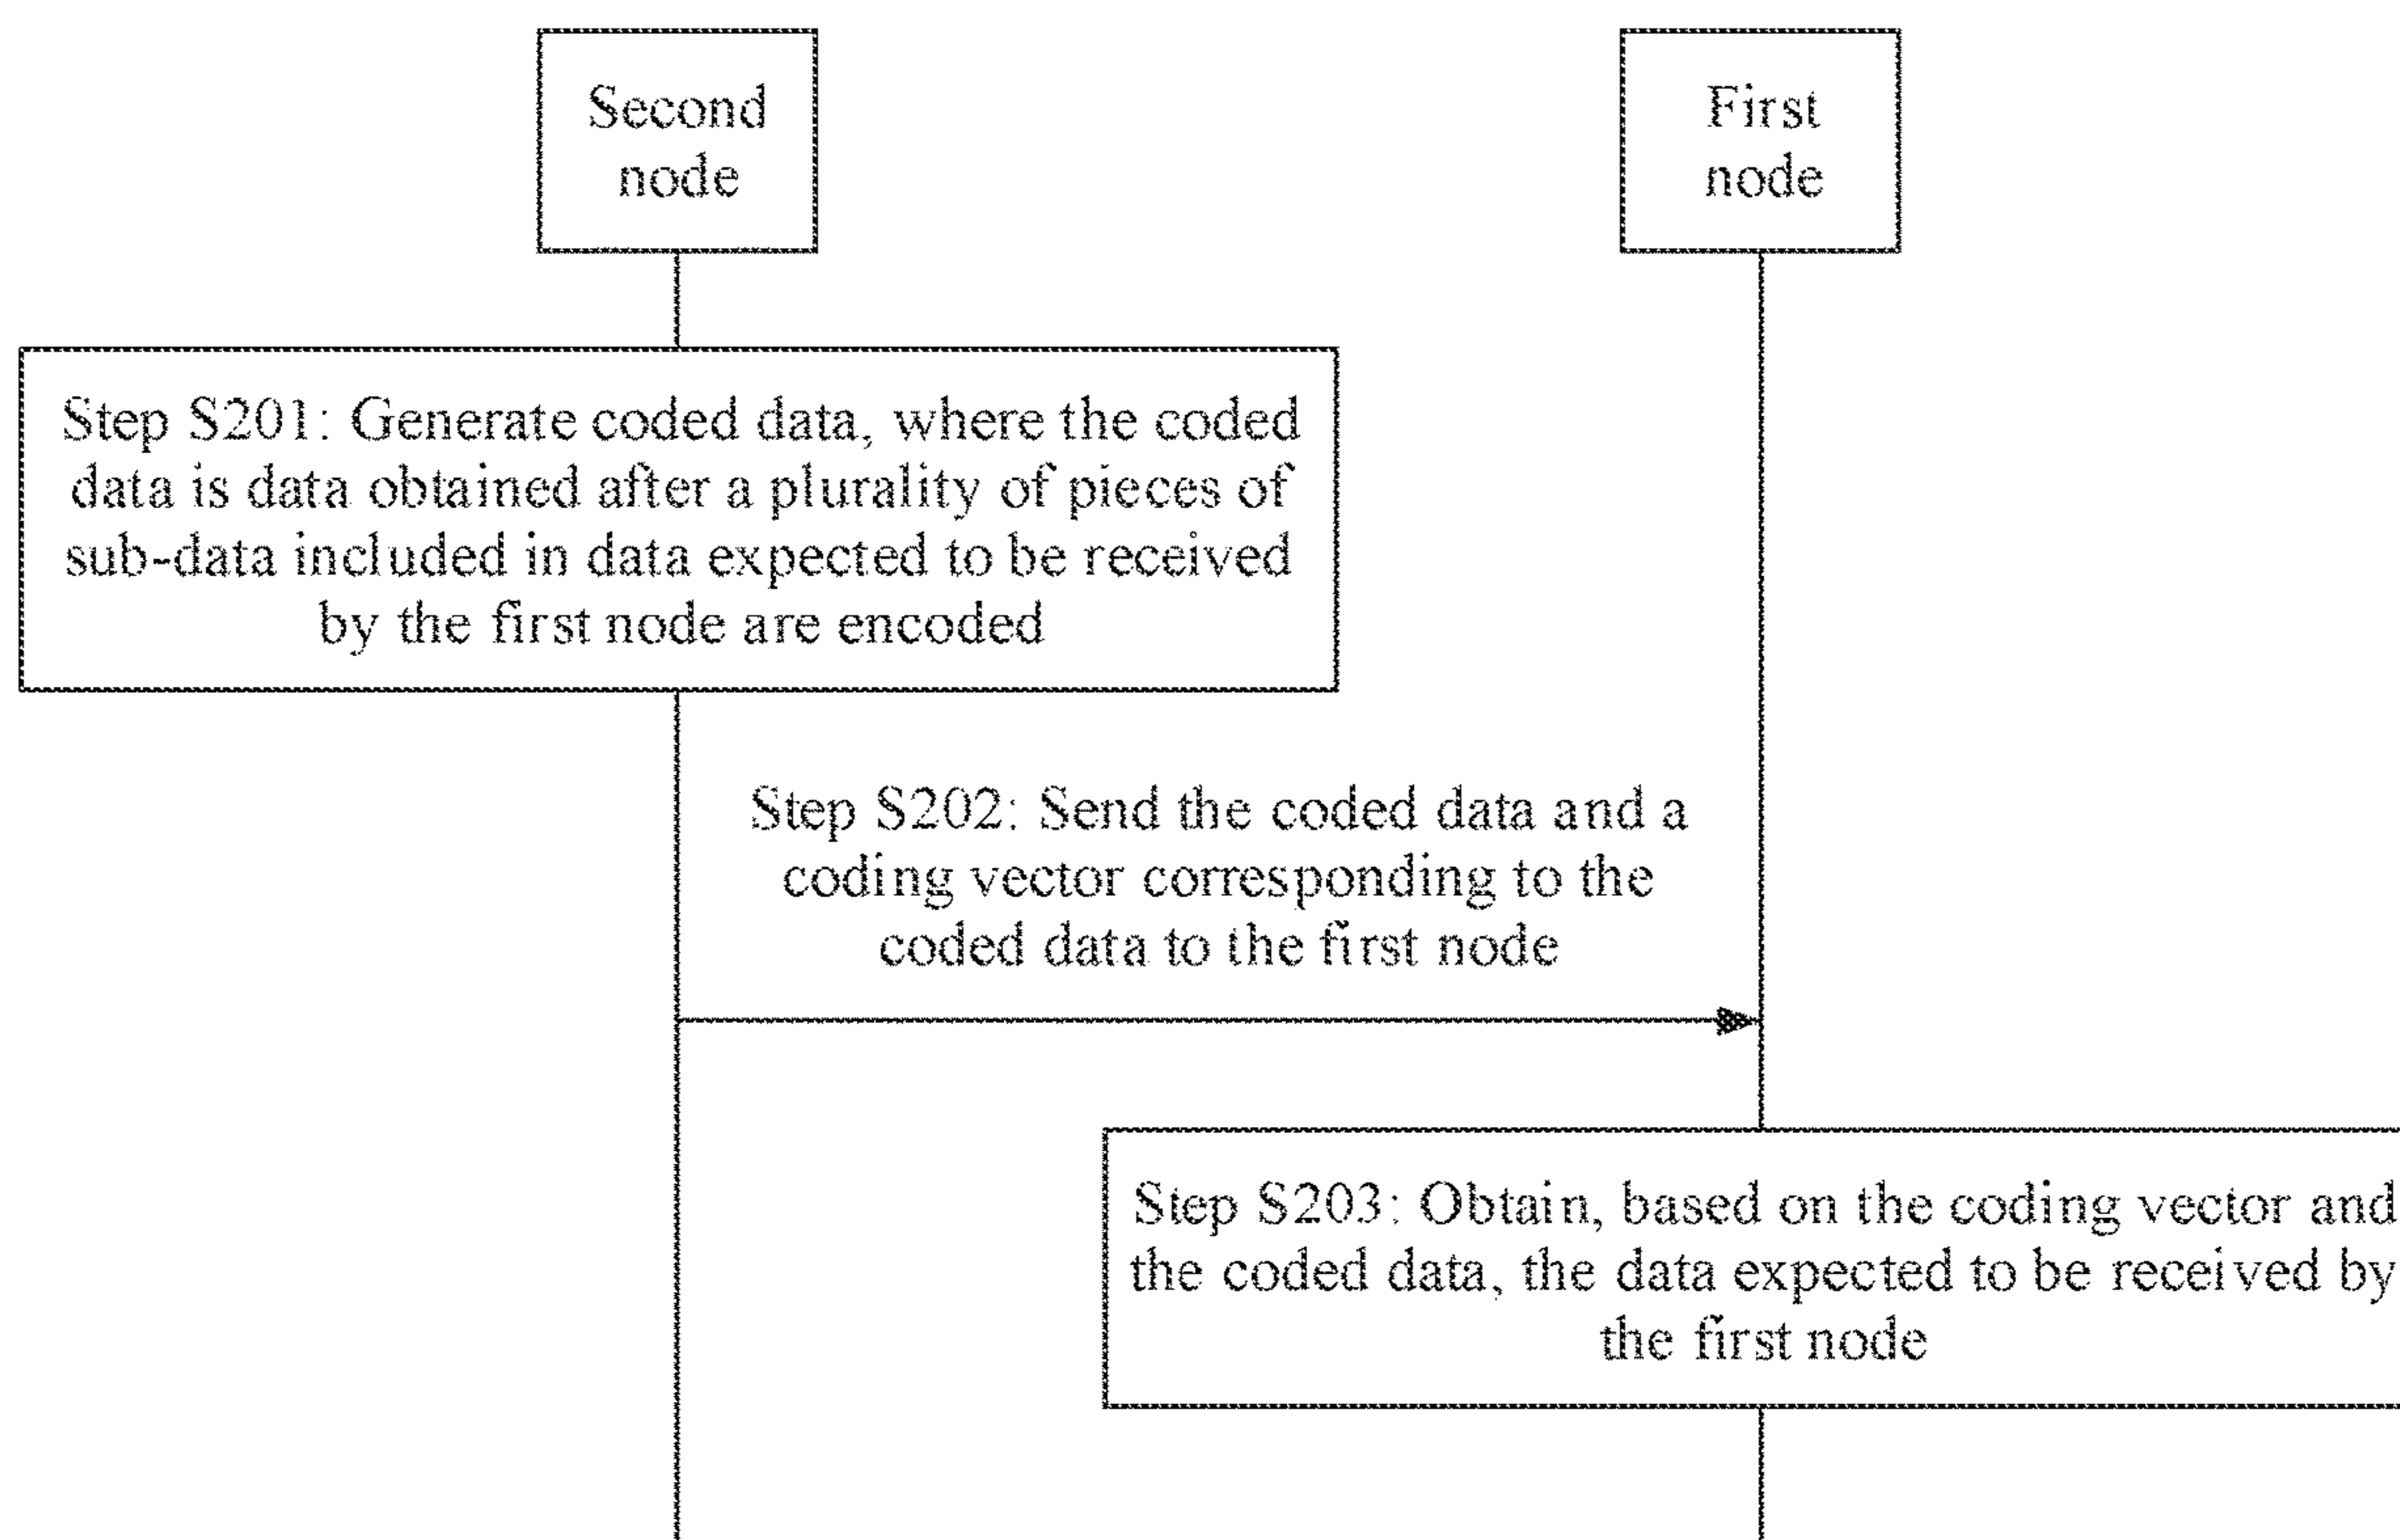 Second
node
First
node
Step S201: Generate coded data, where the coded
data is data obtained after a plurality of pieces of
sub-data included in data expected to be received
by the first node are encoded
Step S202: Send the coded data and a
coding vector corresponding to the
coded data to the first node
Step S203: Obtain, based on the coding vector and
the coded data, the data expected to be received by
the first node